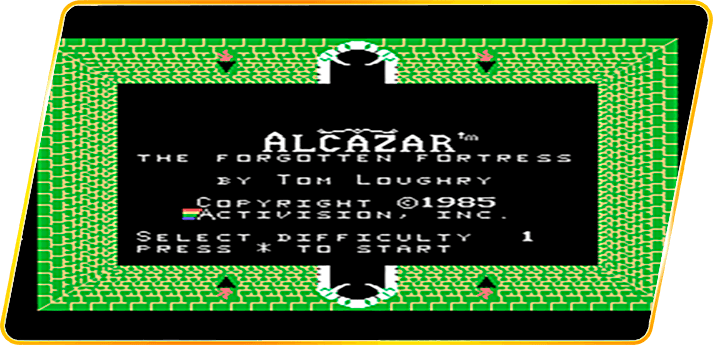 ALCAZAR™
THE FORGOTTEN FORTRESS
BY TOM LOUGHRY
COPYRIGHT ©1985
ACTIVISION, INC.
SELECT DIFFICULTY 1
PRESS * TO START